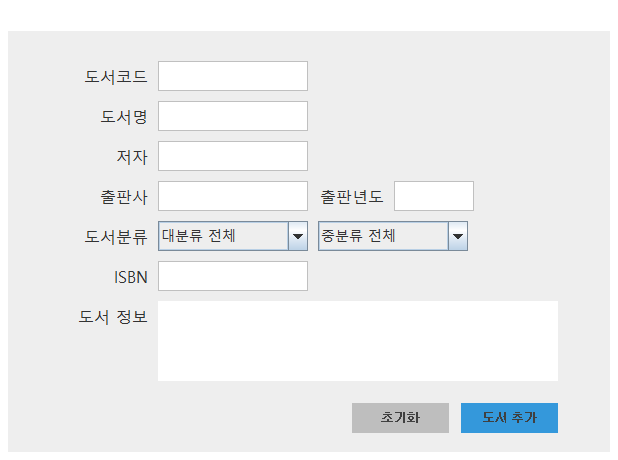 도서코드
도서명
저자
출판사 출판년도
도서분류 대분류 전체 중분류 전체
ISBN
도서 정보
초기화 도서 추가